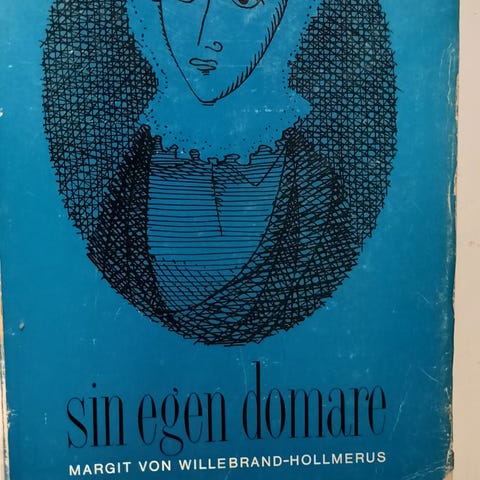 sin egen domare
MARGIT VON WILLEBRAND-HOLLMERUS